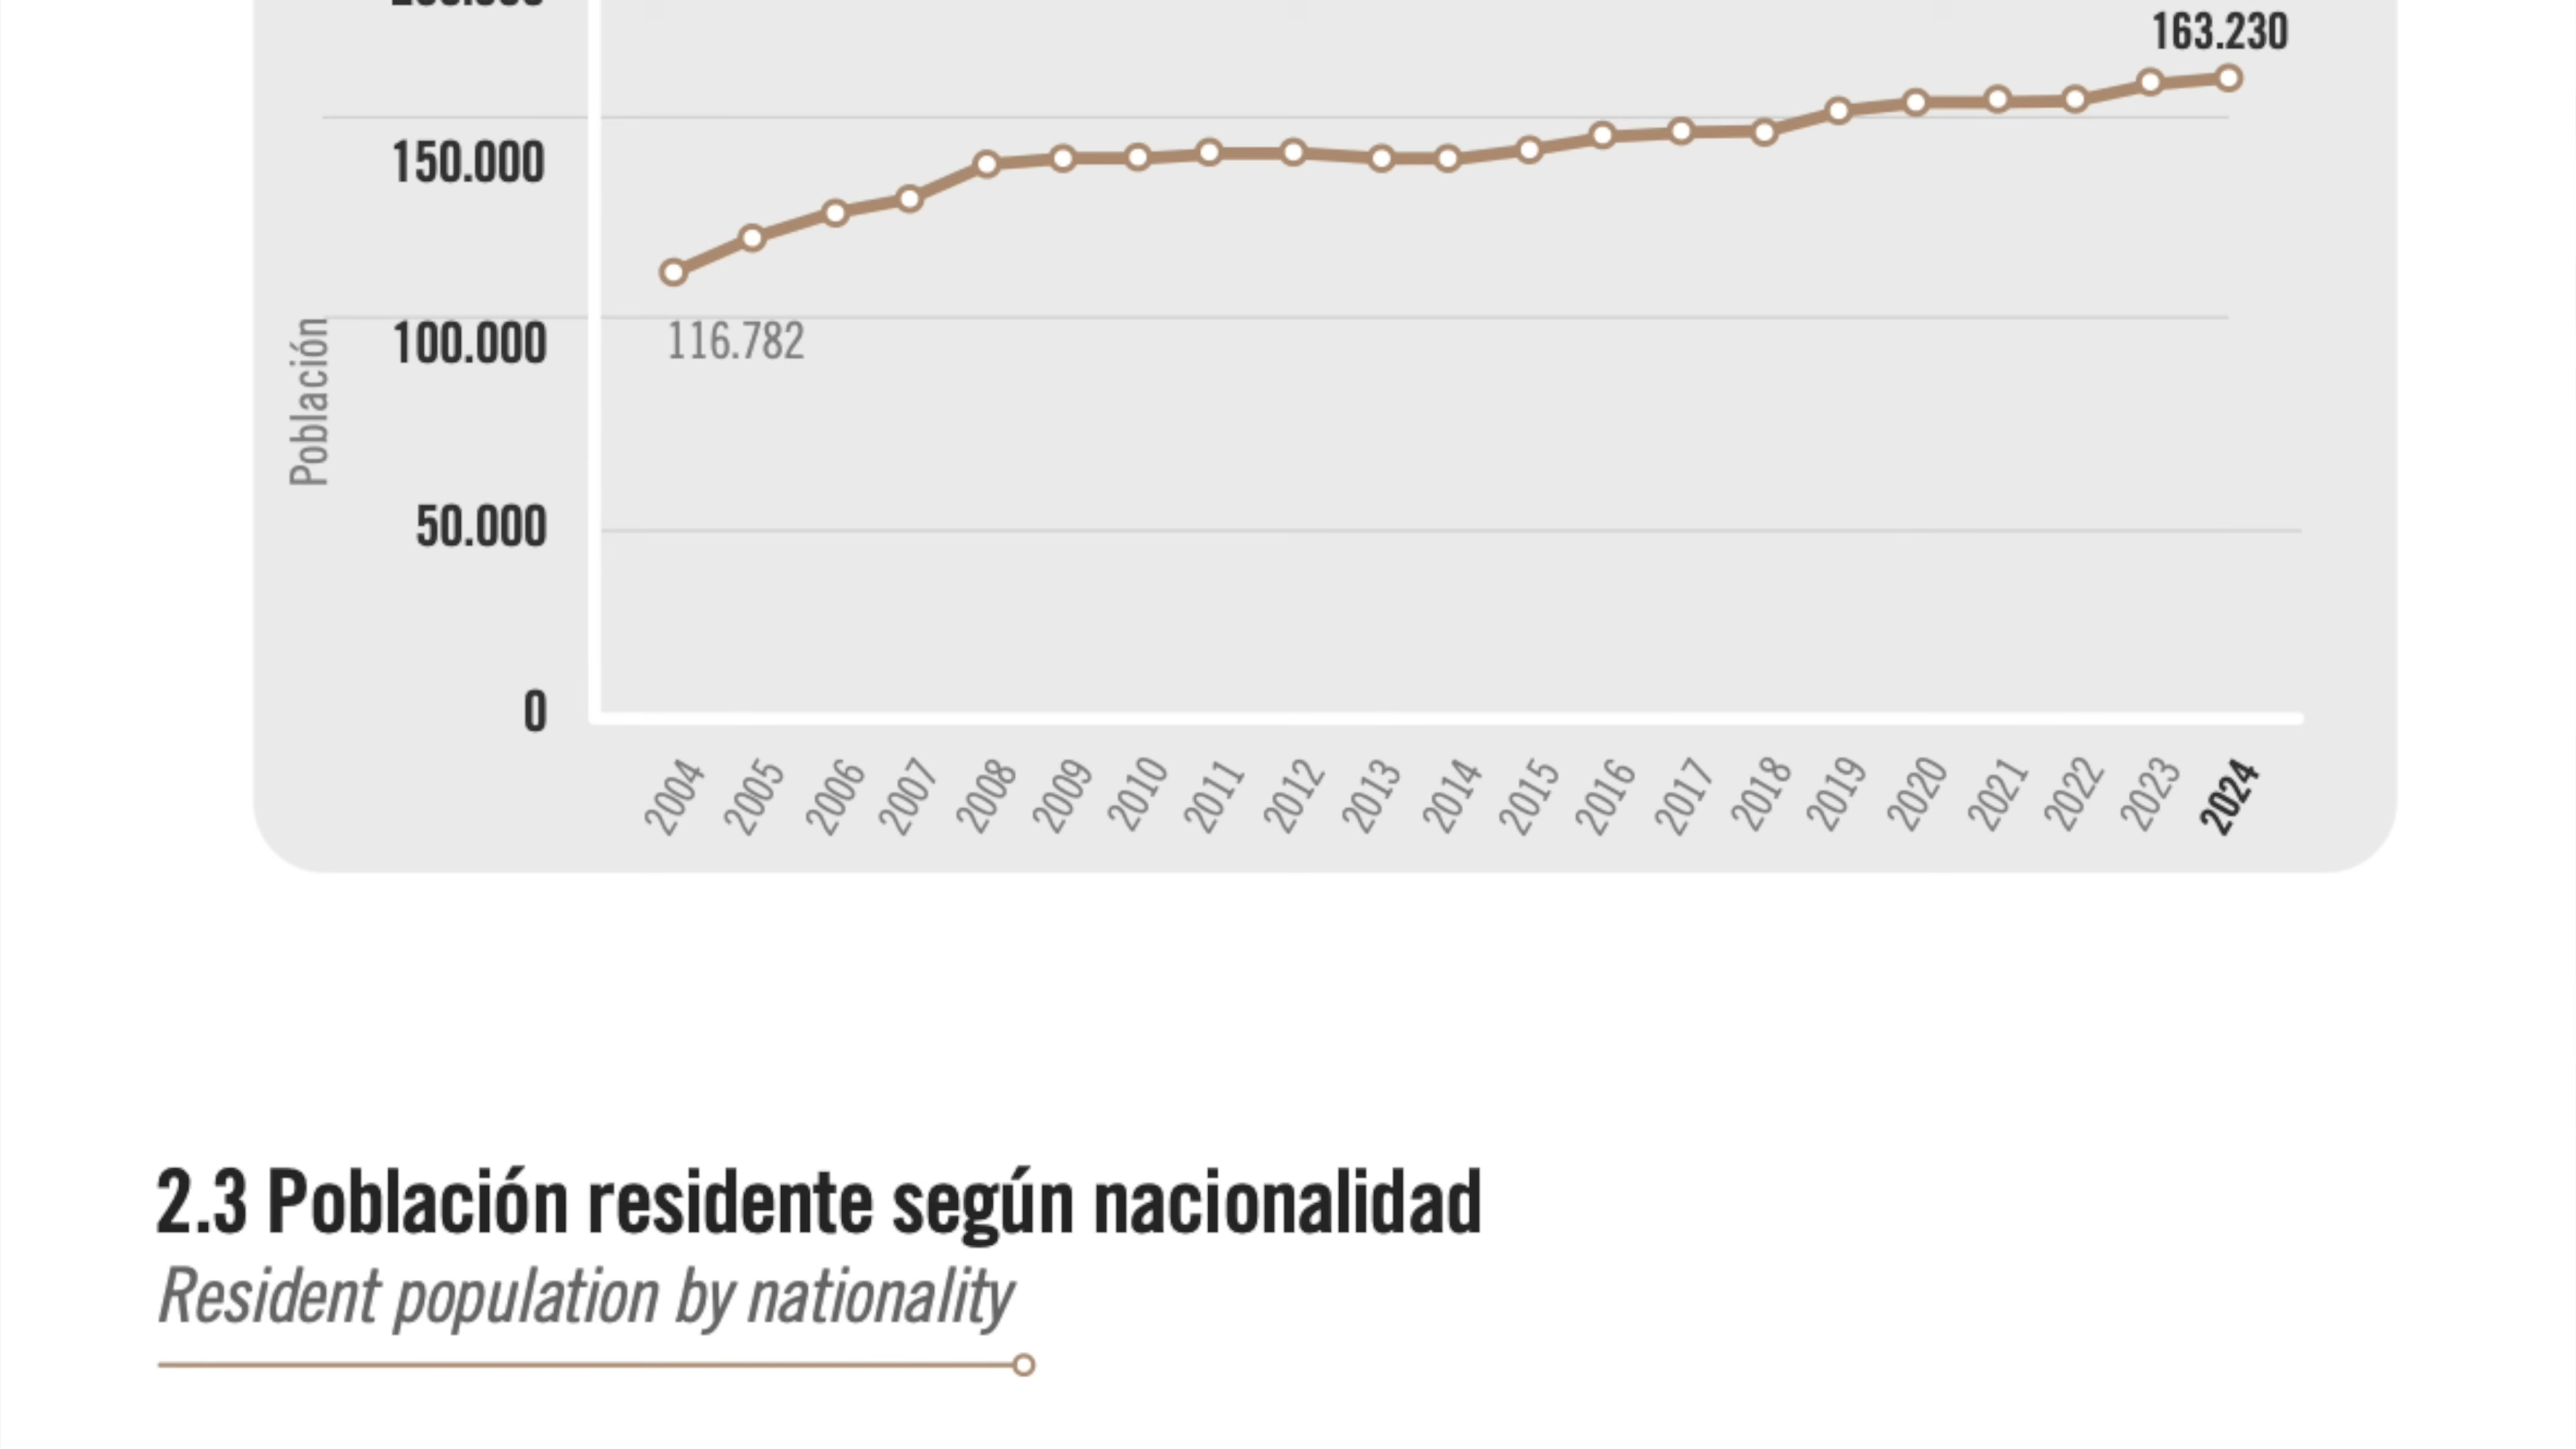 163.230
150.000
100.000
116.782
Población
50.000
0
2004 2005 2006 2007 2008 2009 2010 2011 2012 2013 2014 2015 2016 2017 2018 2019 2020 2021 2022 2023 2024
2.3 Población residente según nacionalidad
Resident population by nationality